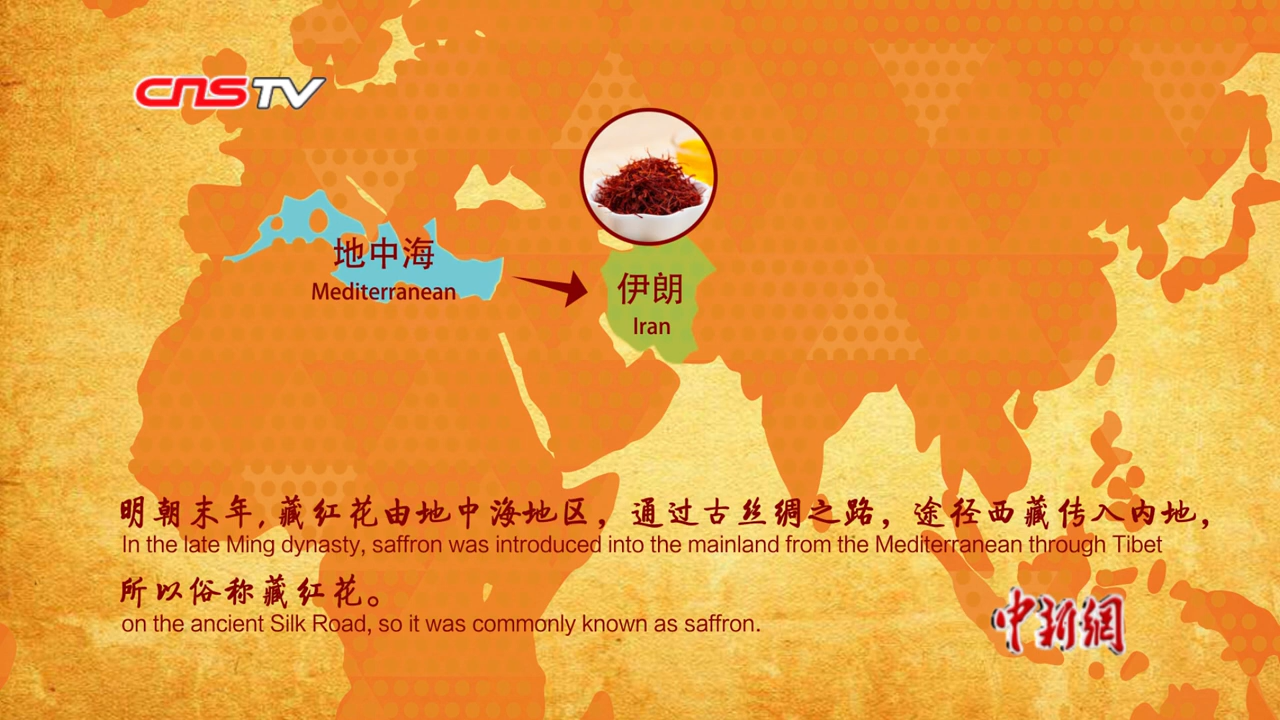 CNSTV
地中海
Mediterranean
伊朗
Iran
明朝末年,藏红花由地中海地区，通过古丝绸之路，途径西藏传入内地，
In the late Ming dynasty, saffron was introduced into the mainland from the Mediterranean through Tibet
所以俗称藏红花。
on the ancient Silk Road, so it was commonly known as saffron.
中新網